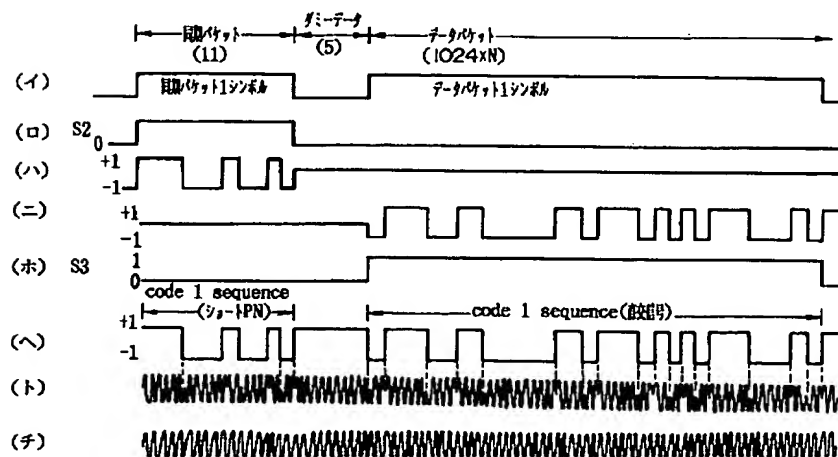 同期パケット
(11)
ダミーデータ
(5)
データパケット
(1024×N)
(イ)
同期パケット1シンボル
データパケット1シンボル
(ロ) S2 0
(ハ) +1
-1
(ニ) +1
-1
(ホ) S3 1
0
code 1 sequence
(ショートPN)
code 1 sequence(直交符号)
(ヘ) +1
-1
(ト)
(チ)